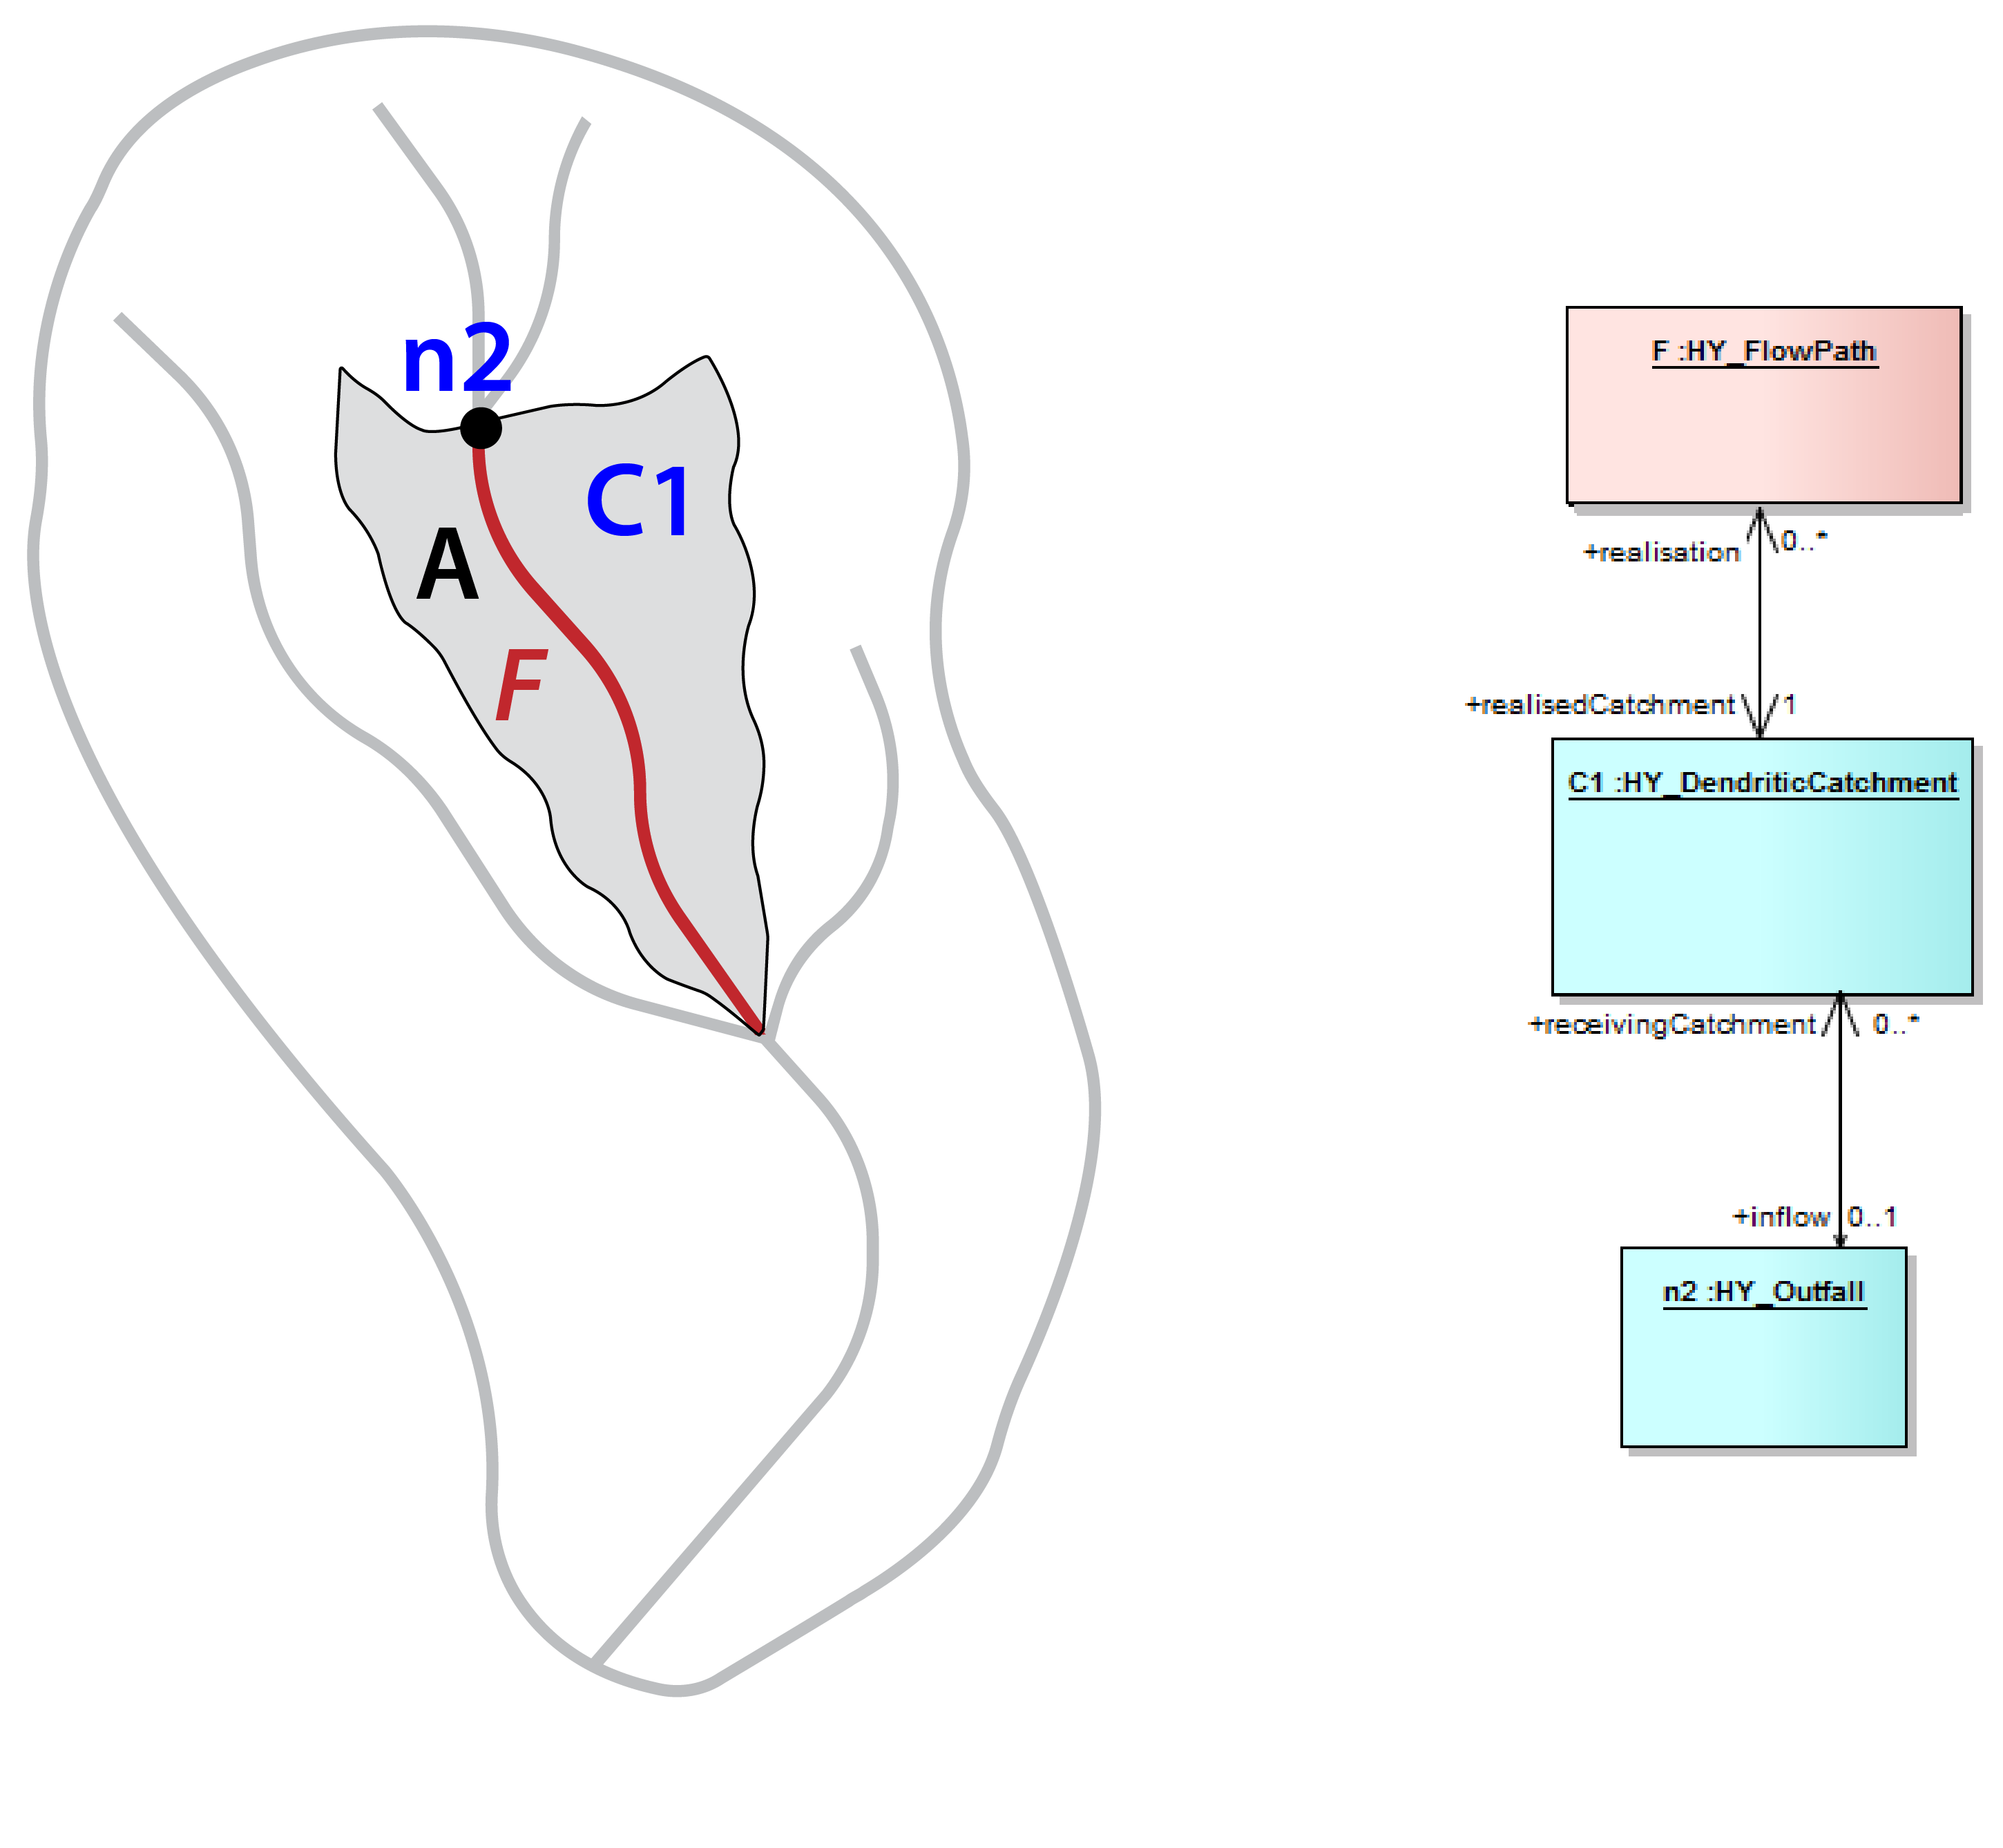 n2
C1
A
F
F :HY_FlowPath
+realisation 0..*
+realisedCatchment 1
C1 :HY_DendriticCatchment
+receivingCatchment 0..*
+inflow 0..1
n2 :HY_Outfall